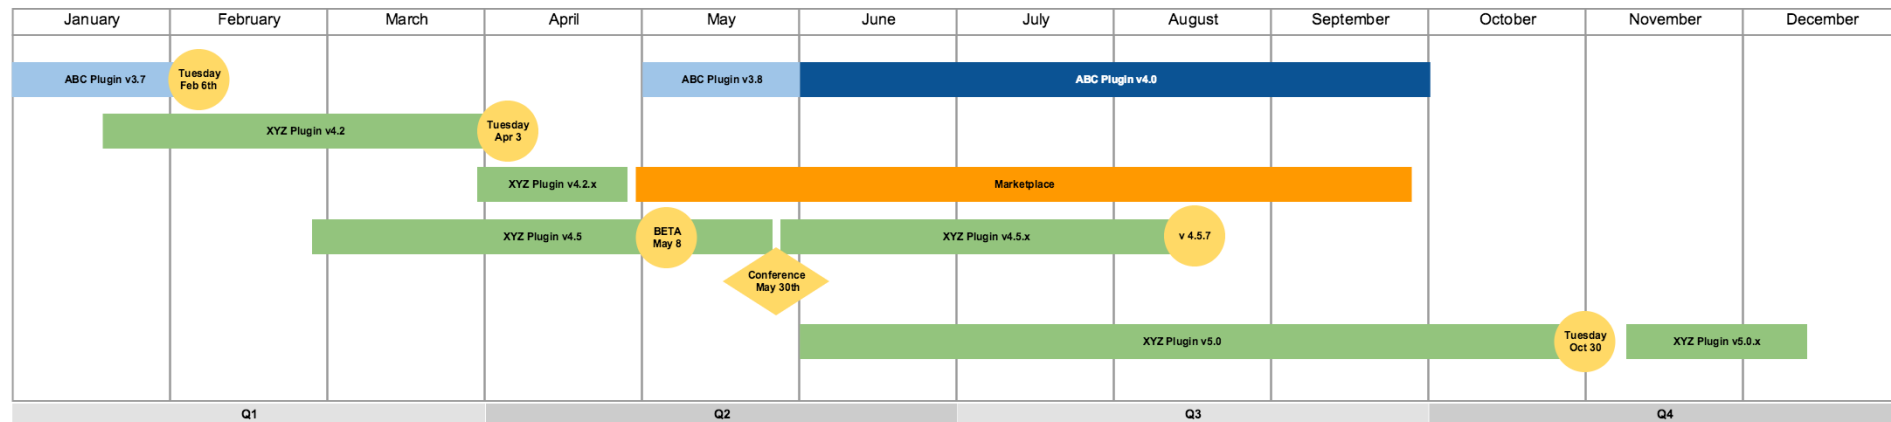 January February March April May June July August September October November December
ABC Plugin v3.7
Tuesday
Feb 6th
ABC Plugin v3.8
ABC Plugin v4.0
XYZ Plugin v4.2
Tuesday
Apr 3
XYZ Plugin v4.2.x
Marketplace
XYZ Plugin v4.5
BETA
May 8
XYZ Plugin v4.5.x
v 4.5.7
Conference
May 30th
XYZ Plugin v5.0
Tuesday
Oct 30
XYZ Plugin v5.0.x
Q1 Q2 Q3 Q4